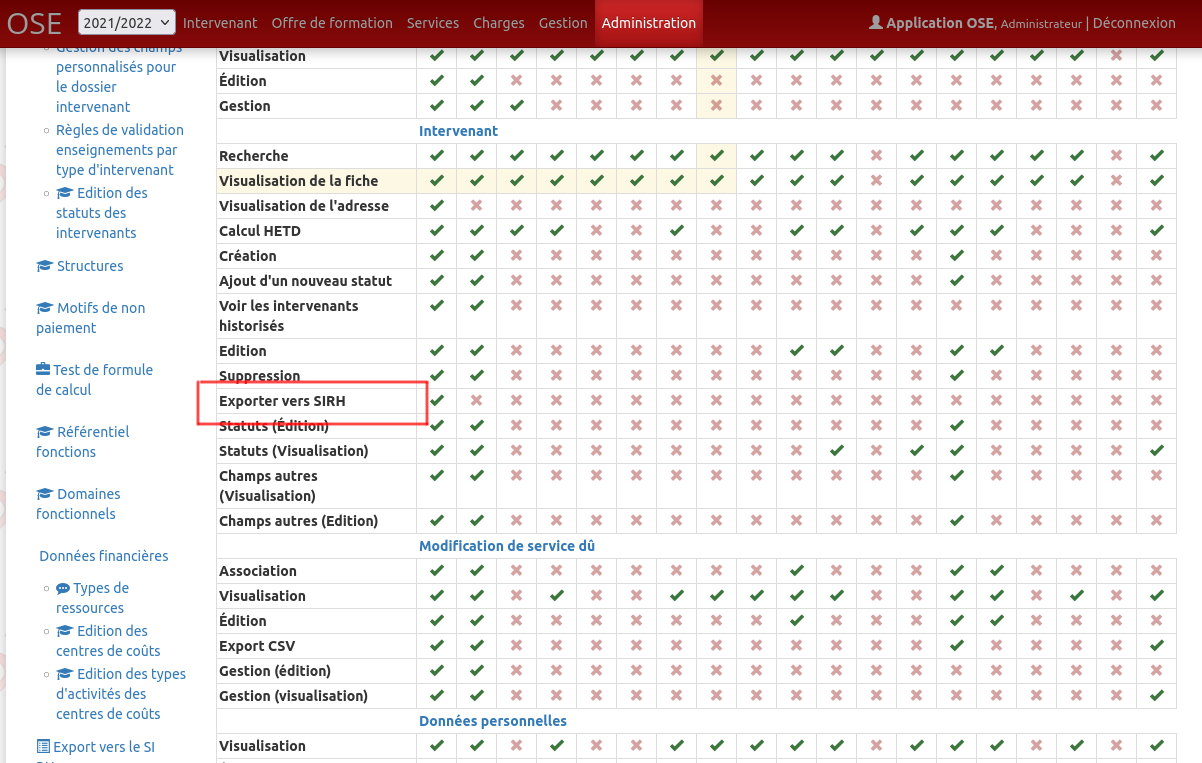 OSE 2021/2022 Intervenant Offre de formation Services Charges Gestion Administration Application OSE, Administrateur | Déconnexion
Gestion des champs
personnalisés pour
le dossier
intervenant
Règles de validation
enseignements par
type d'intervenant
Edition des
statuts des
intervenants
Structures
Motifs de non
paiement
Test de formule
de calcul
Référentiel
fonctions
Domaines
fonctionnels
Données financières
Types de
ressources
Edition des
centres de coûts
Edition des types
d'activités des
centres de coûts
Export vers le SI
Visualisation
Édition
Gestion
Intervenant
Recherche
Visualisation de la fiche
Visualisation de l'adresse
Calcul HETD
Création
Ajout d'un nouveau statut
Voir les intervenants
historisés
Edition
Suppression
Exporter vers SIRH
Statuts (Édition)
Statuts (Visualisation)
Champs autres
(Visualisation)
Champs autres (Edition)
Modification de service dû
Association
Visualisation
Édition
Export CSV
Gestion (édition)
Gestion (visualisation)
Données personnelles
Visualisation